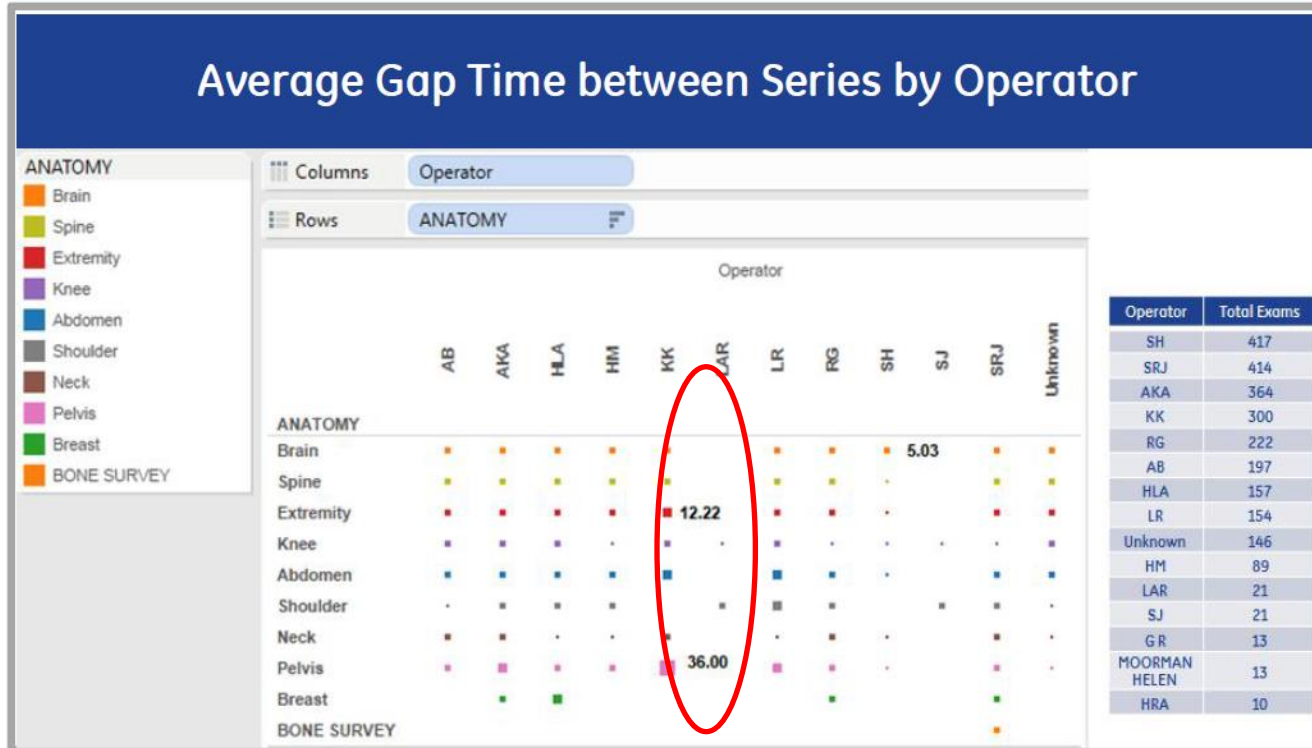 Average Gap Time between Series by Operator
ANATOMY
Brain
Spine
Extremity
Knee
Abdomen
Shoulder
Neck
Pelvis
Breast
BONE SURVEY
Columns Operator
Rows ANATOMY
Operator
AB AKA HLA HM KK LAR LR RG SH SJ SRJ Unknown
ANATOMY
Brain 5.03
Spine
Extremity 12.22
Knee
Abdomen
Shoulder
Neck
Pelvis 36.00
Breast
BONE SURVEY
Operator Total Exams
SH 417
SRJ 414
AKA 364
KK 300
RG 222
AB 197
HLA 157
LR 154
Unknown 146
HM 89
LAR 21
SJ 21
G R 13
MOORMAN
HELEN 13
HRA 10